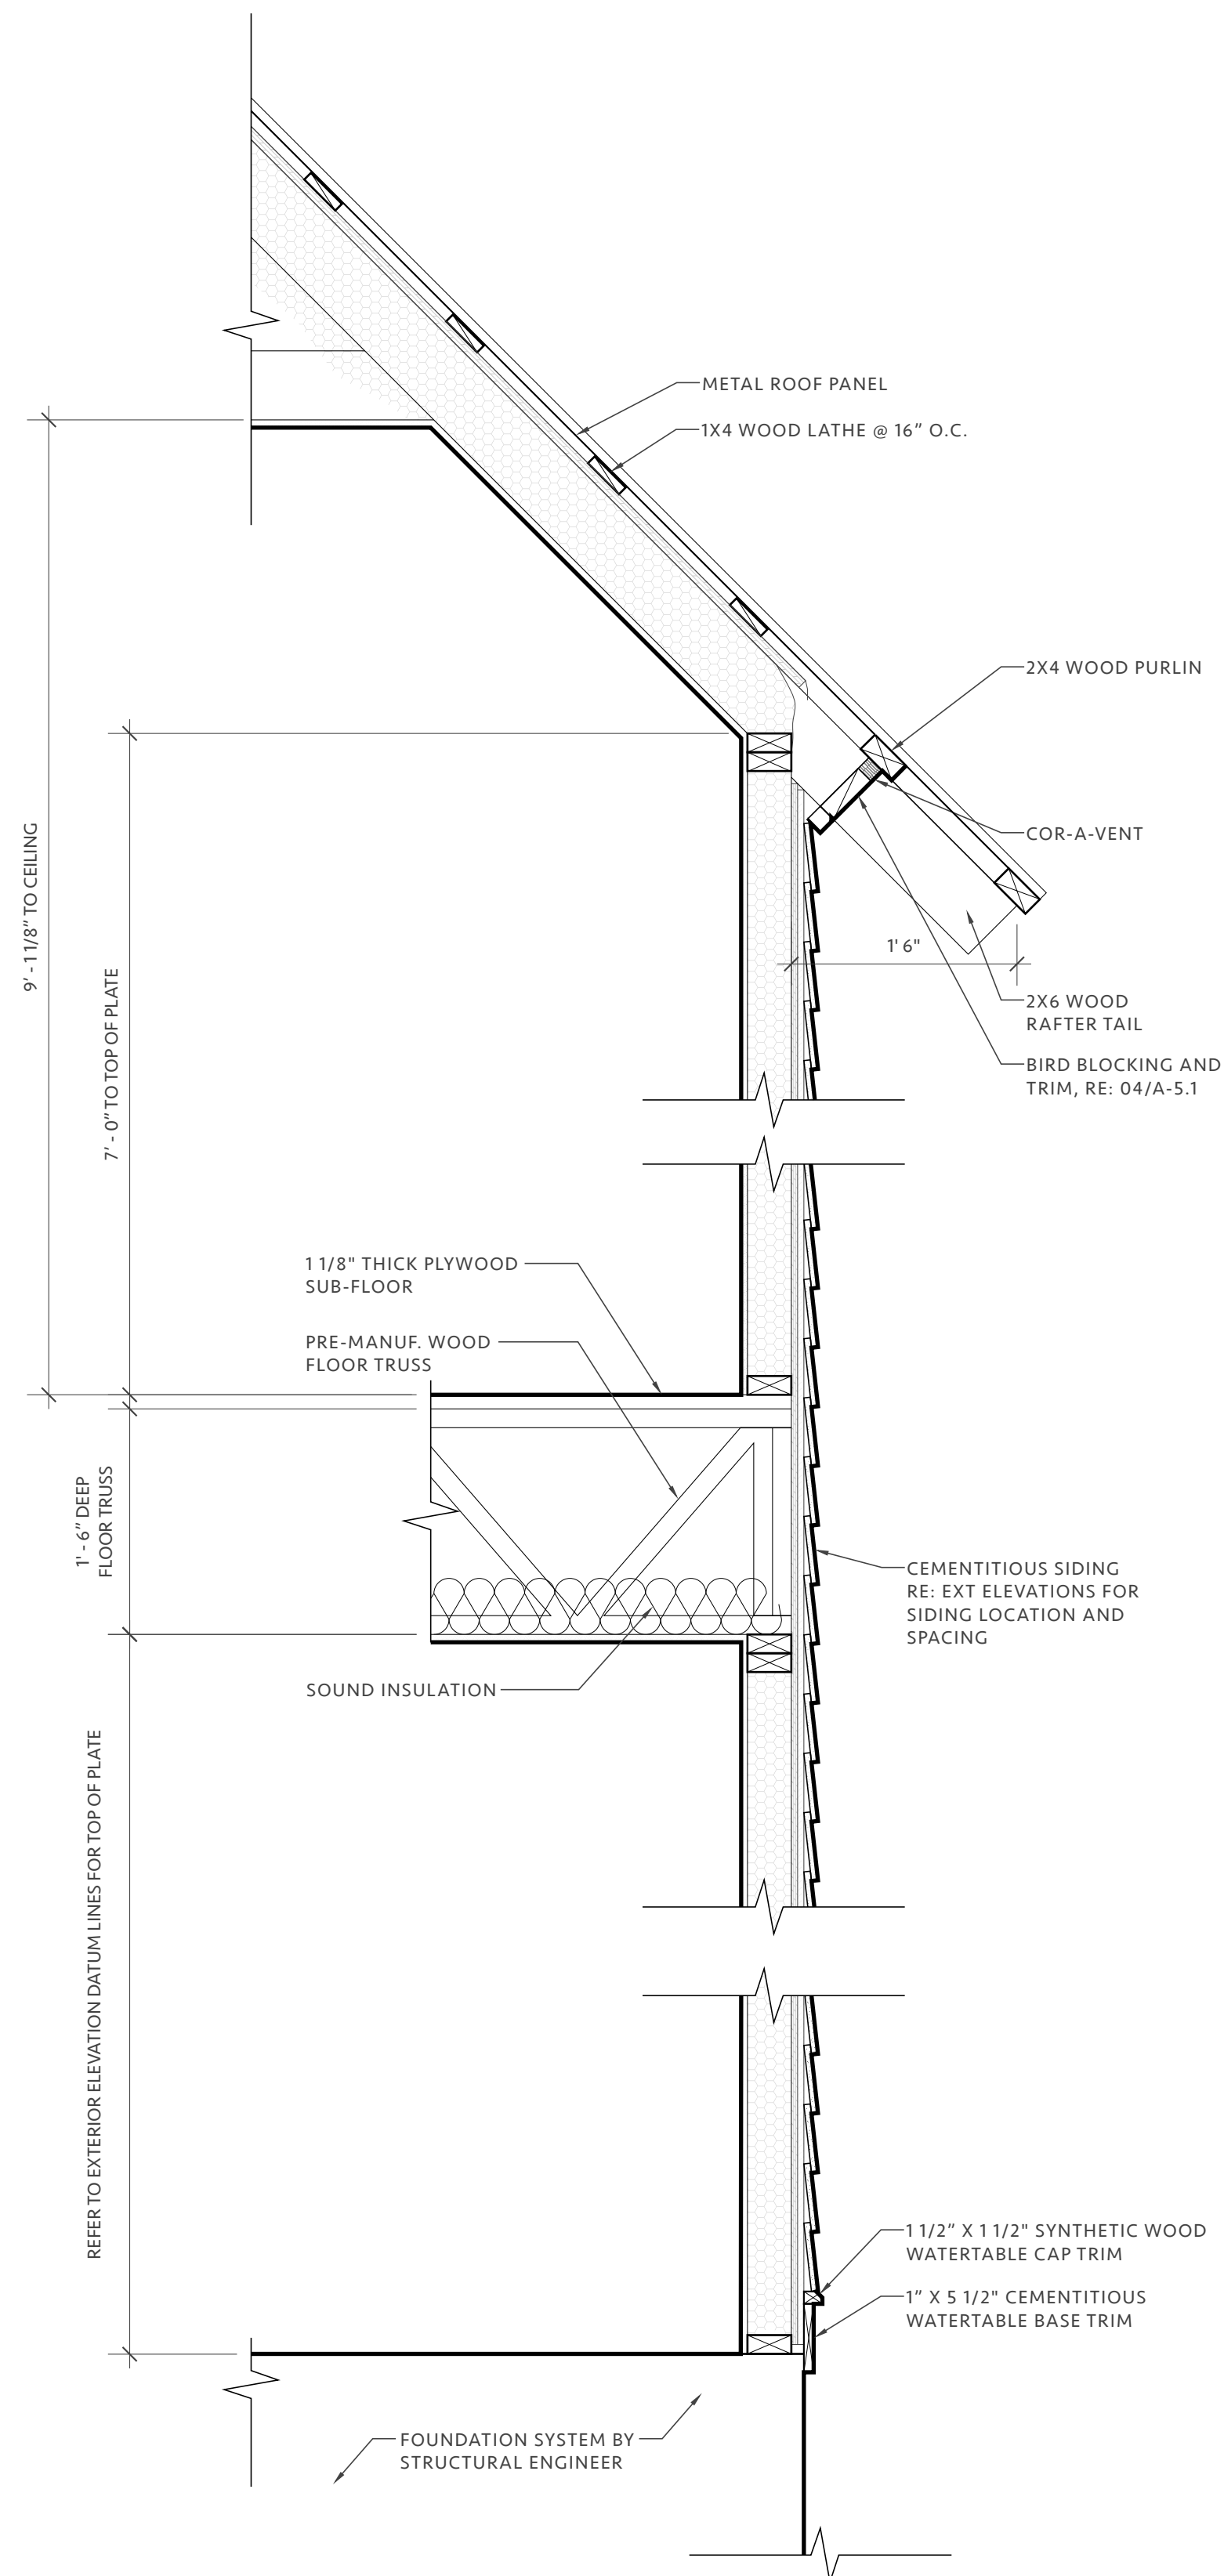 METAL ROOF PANEL
1X4 WOOD LATHE @ 16” O.C.
2X4 WOOD PURLIN
COR-A-VENT
9’ - 1 1/8” TO CEILING
7’ - 0” TO TOP OF PLATE
1' 6"
2X6 WOOD
RAFTER TAIL
BIRD BLOCKING AND
TRIM, RE: 04/A-5.1
1 1/8" THICK PLYWOOD
SUB-FLOOR
PRE-MANUF. WOOD
FLOOR TRUSS
1' - 6” DEEP
FLOOR TRUSS
CEMENTITIOUS SIDING
RE: EXT ELEVATIONS FOR
SIDING LOCATION AND
SPACING
SOUND INSULATION
REFER TO EXTERIOR ELEVATION DATUM LINES FOR TOP OF PLATE
1 1/2” X 1 1/2" SYNTHETIC WOOD
WATERTABLE CAP TRIM
1” X 5 1/2" CEMENTITIOUS
WATERTABLE BASE TRIM
FOUNDATION SYSTEM BY
STRUCTURAL ENGINEER